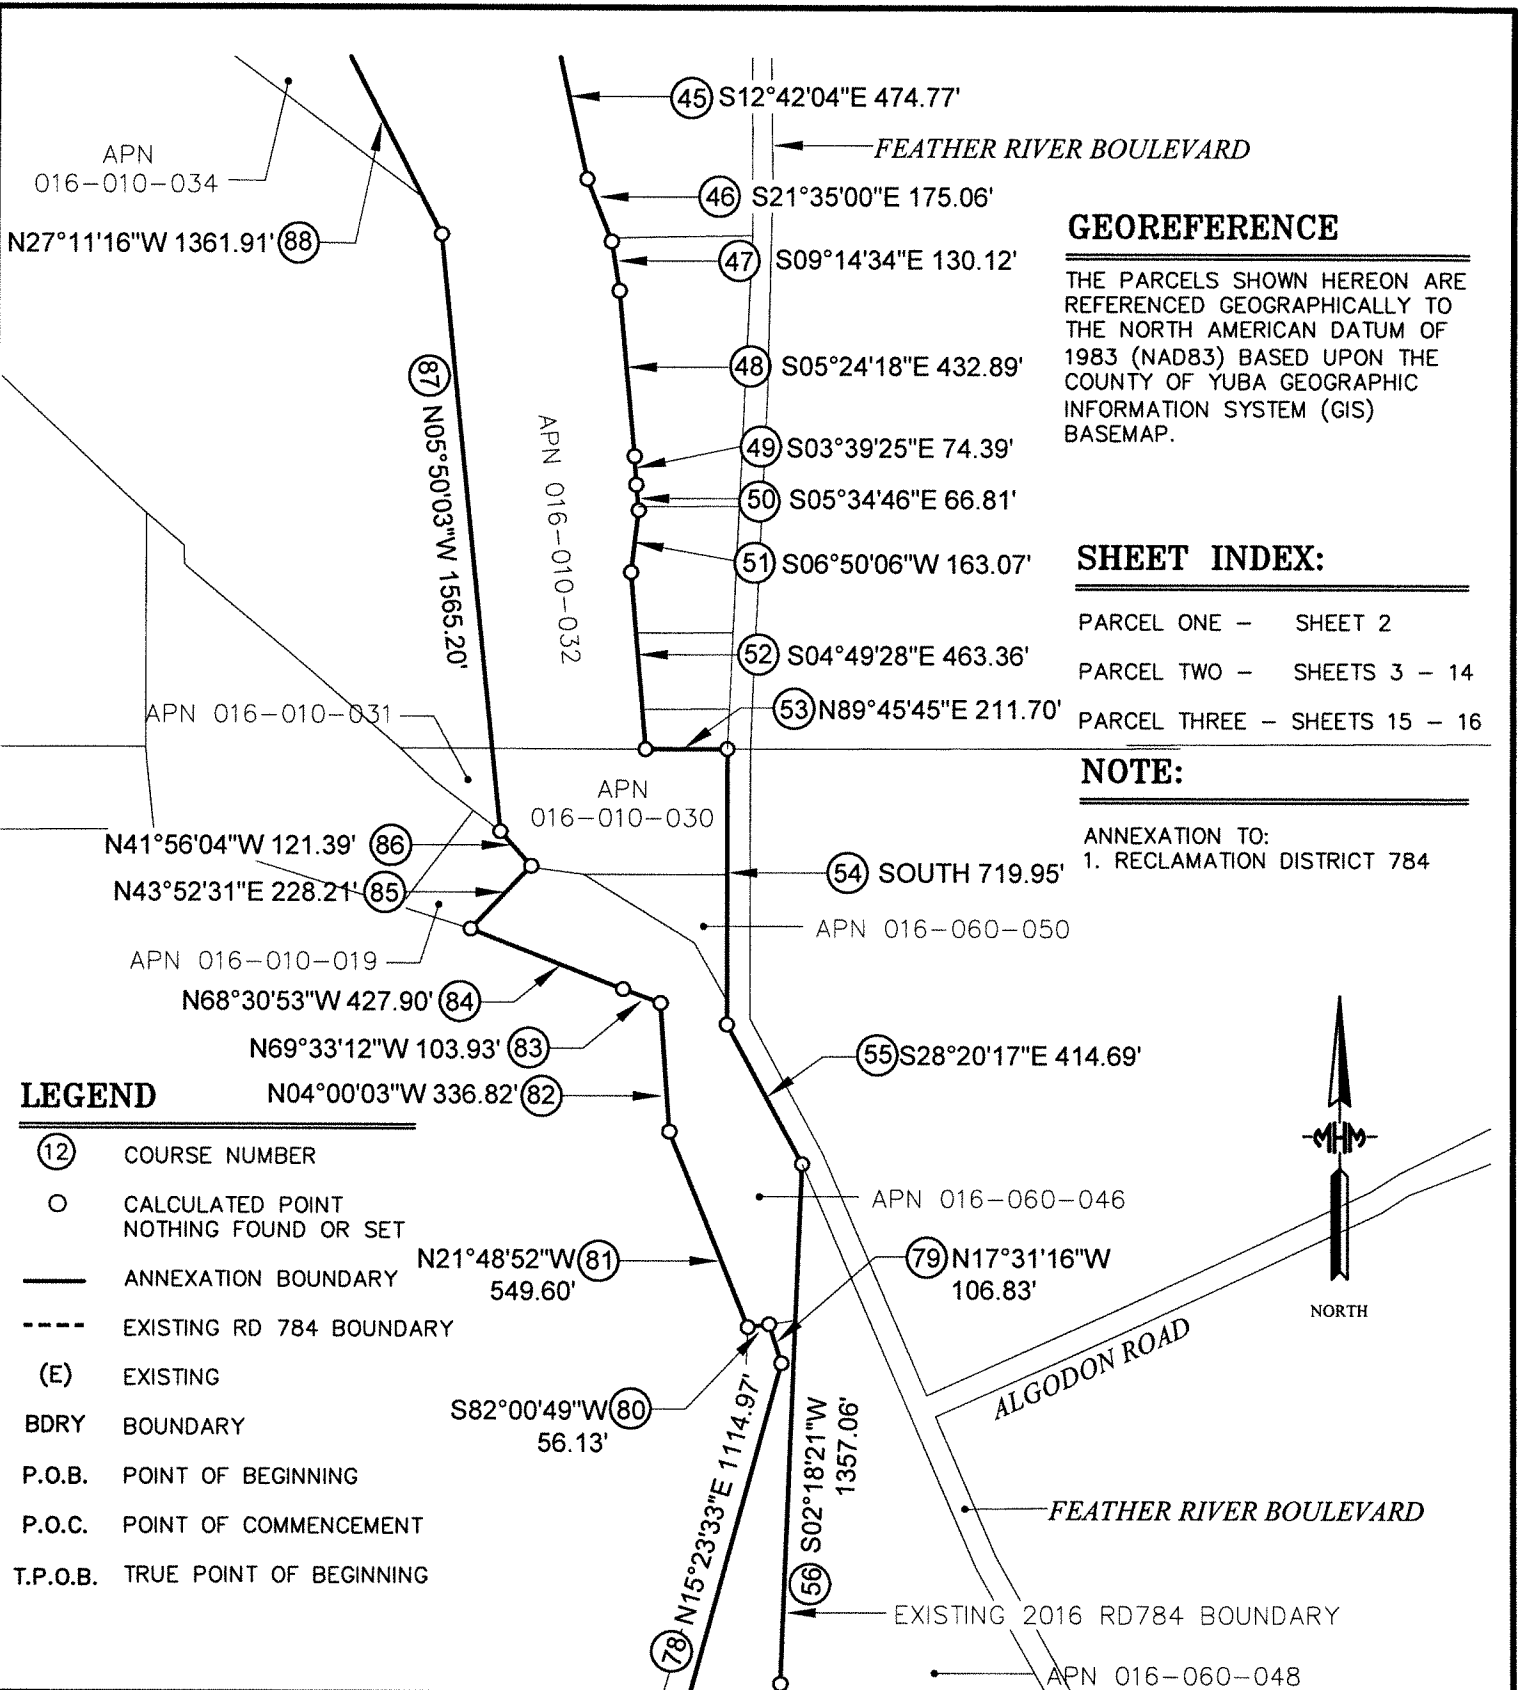 45 S12°42'04"E 474.77'
FEATHER RIVER BOULEVARD
APN
016-010-034
46 S21°35'00"E 175.06'
N27°11'16"W 1361.91' 88
47 S09°14'34"E 130.12'
GEOREFERENCE
THE PARCELS SHOWN HEREON ARE
REFERENCED GEOGRAPHICALLY TO
THE NORTH AMERICAN DATUM OF
1983 (NAD83) BASED UPON THE
COUNTY OF YUBA GEOGRAPHIC
INFORMATION SYSTEM (GIS)
BASEMAP.
48 S05°24'18"E 432.89'
87 N05°50'03"W 1565.20'
APN 016-010-032
49 S03°39'25"E 74.39'
50 S05°34'46"E 66.81'
51 S06°50'06"W 163.07'
SHEET INDEX:
PARCEL ONE - SHEET 2
PARCEL TWO - SHEETS 3 - 14
PARCEL THREE - SHEETS 15 - 16
52 S04°49'28"E 463.36'
53 N89°45'45"E 211.70'
APN 016-010-031
NOTE:
ANNEXATION TO:
1. RECLAMATION DISTRICT 784
APN
016-010-030
N41°56'04"W 121.39' 86
N43°52'31"E 228.21' 85
54 SOUTH 719.95'
APN 016-060-050
APN 016-010-019
N68°30'53"W 427.90' 84
N69°33'12"W 103.93' 83
55 S28°20'17"E 414.69'
N04°00'03"W 336.82' 82
LEGEND
12 COURSE NUMBER
CALCULATED POINT
NOTHING FOUND OR SET
ANNEXATION BOUNDARY
EXISTING RD 784 BOUNDARY
(E) EXISTING
BDRY BOUNDARY
P.O.B. POINT OF BEGINNING
P.O.C. POINT OF COMMENCEMENT
T.P.O.B. TRUE POINT OF BEGINNING
APN 016-060-046
N21°48'52"W 81
549.60'
79 N17°31'16"W
106.83'
MHM
NORTH
ALGODON ROAD
S82°00'49"W 80
56.13'
78 N15°23'33"E 1114.97'
56 S02°18'21"W
1357.06'
FEATHER RIVER BOULEVARD
EXISTING 2016 RD784 BOUNDARY
APN 016-060-048